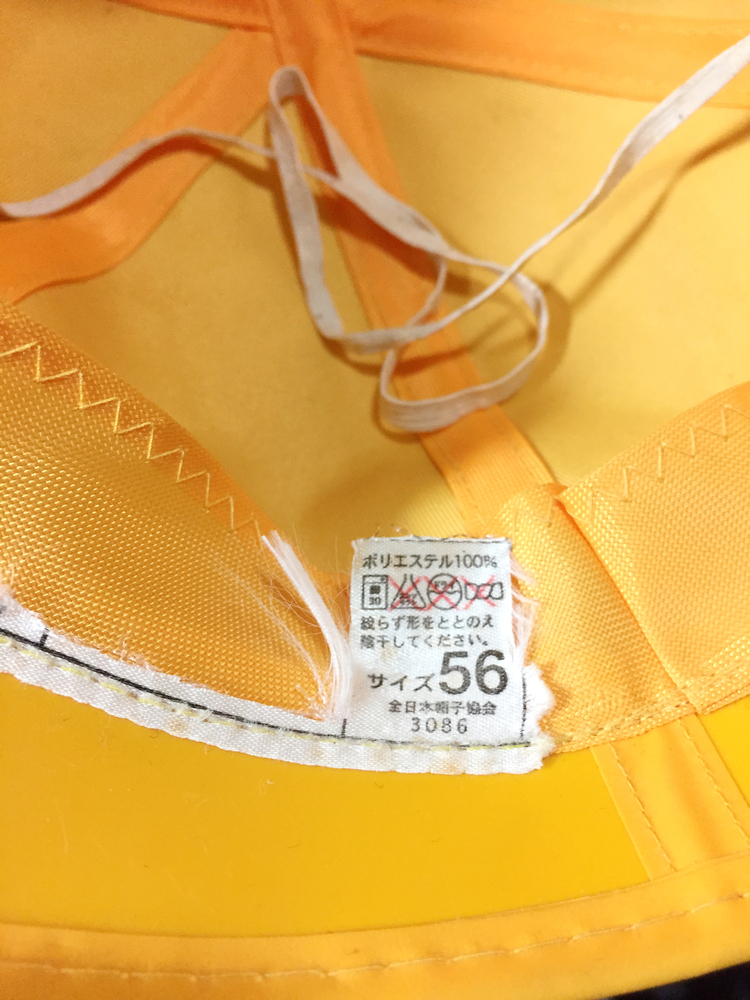 ポリエステル100%
30
絞らず形をととのえ
陰干してください。
サイズ56
全日本帽子協会
3086